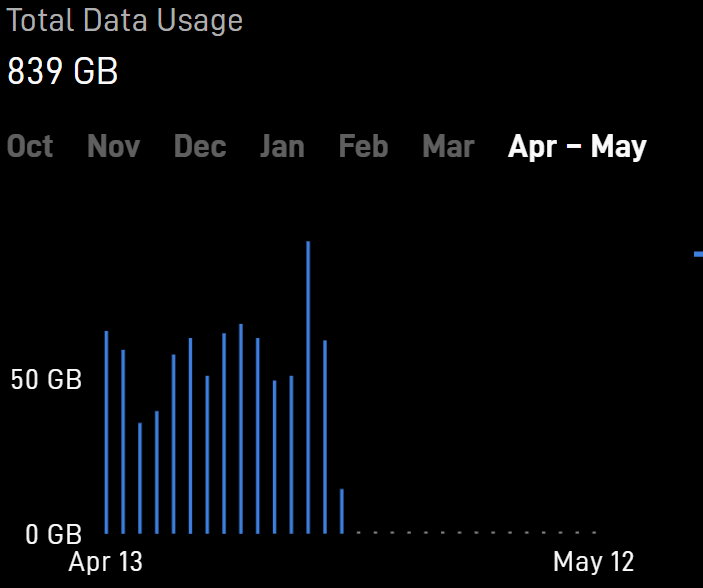 Total Data Usage
839 GB
Oct Nov Dec Jan Feb Mar Apr – May
50 GB
0 GB
Apr 13 May 12